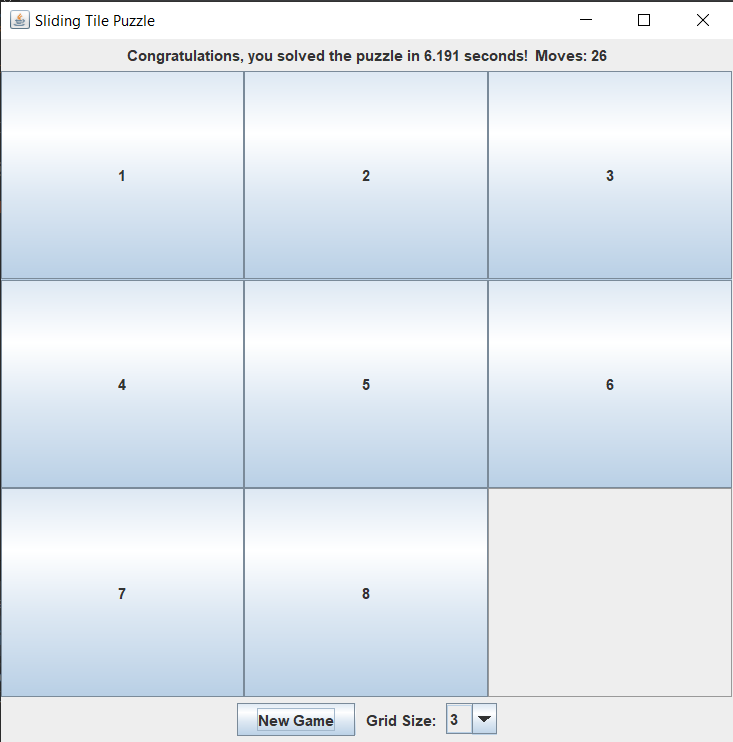 Sliding Tile Puzzle
Congratulations, you solved the puzzle in 6.191 seconds! Moves: 26
1 2 3
4 5 6
7 8
New Game Grid Size: 3